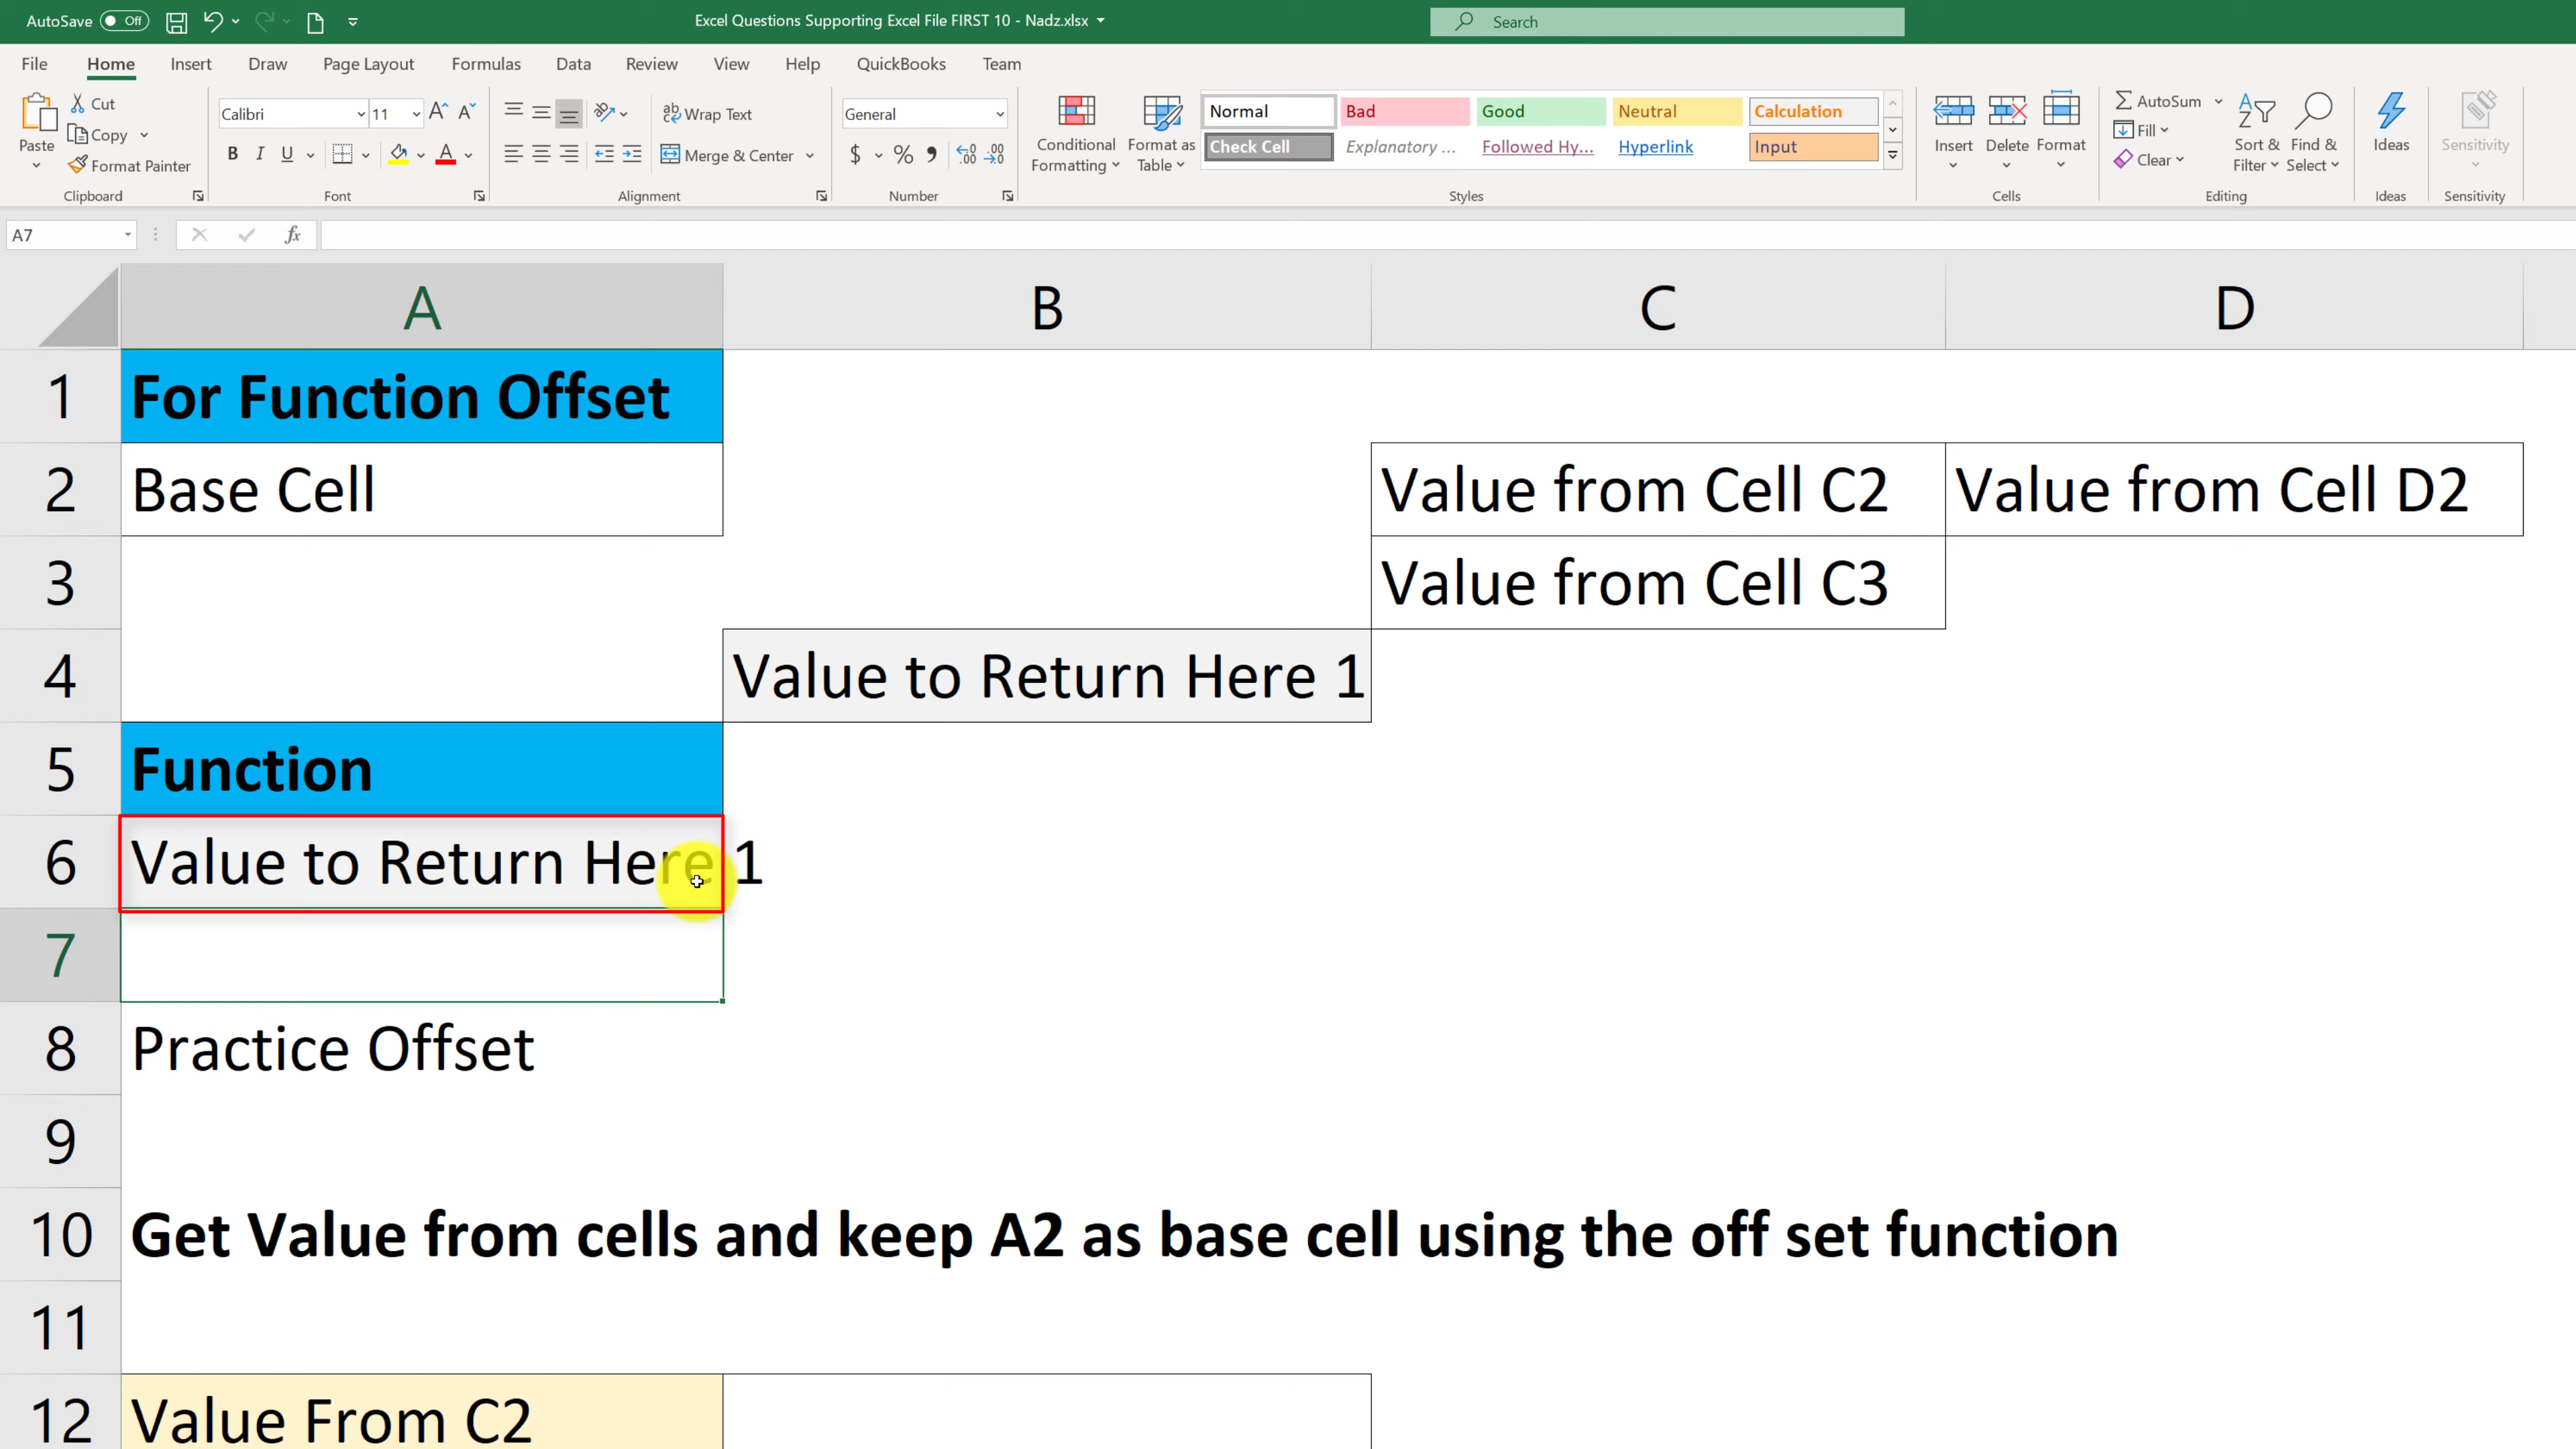 AutoSave Off Excel Questions Supporting Excel File FIRST 10 - Nadz.xlsx Search
File Home Insert Draw Page Layout Formulas Data Review View Help QuickBooks Team
Paste
Cut
Copy
Format Painter
Clipboard
Calibri 11
B I U A
Font
Wrap Text
Merge & Center
Alignment
General
$ % 9
Number
Conditional Formatting
Format as Table
Normal Bad Good Neutral Calculation
Check Cell Explanatory ... Followed Hy... Hyperlink Input
Styles
Insert Delete Format
Cells
AutoSum
Fill
Clear
Sort & Filter
Find & Select
Editing
Ideas
Ideas
Sensitivity
Sensitivity
A7 fx
A B C D
1 For Function Offset
2 Base Cell Value from Cell C2 Value from Cell D2
3 Value from Cell C3
4 Value to Return Here 1
5 Function
6 Value to Return Here 1
7
8 Practice Offset
9
10 Get Value from cells and keep A2 as base cell using the off set function
11
12 Value From C2